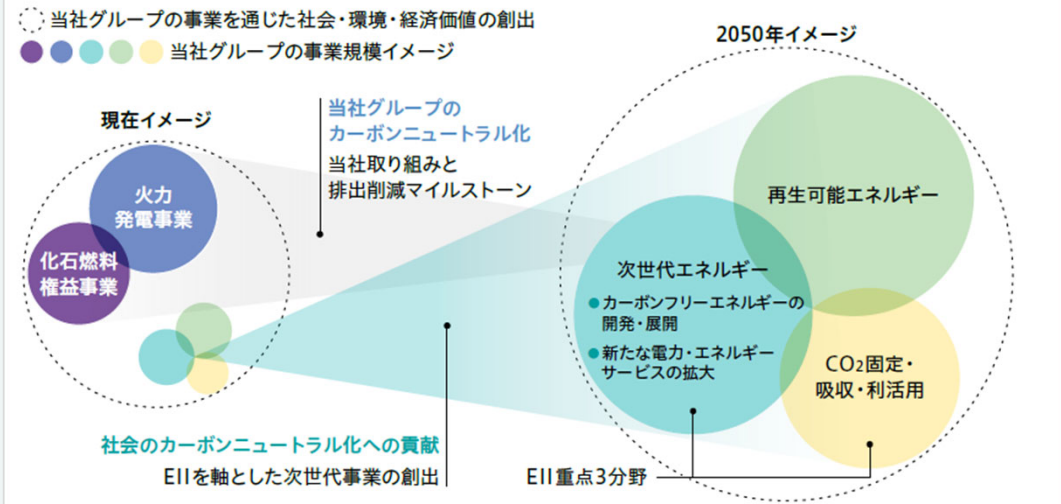 当社グループの事業を通じた社会・環境・経済価値の創出
当社グループの事業規模イメージ
2050年イメージ
現在イメージ
当社グループの
カーボンニュートラル化
当社取り組みと
排出削減マイルストーン
火力
発電事業
化石燃料
権益事業
再生可能エネルギー
次世代エネルギー
●カーボンフリーエネルギーの
開発・展開
●新たな電力・エネルギー
サービスの拡大
CO2固定・
吸収・利活用
社会のカーボンニュートラル化への貢献
EIIを軸とした次世代事業の創出
EII重点3分野